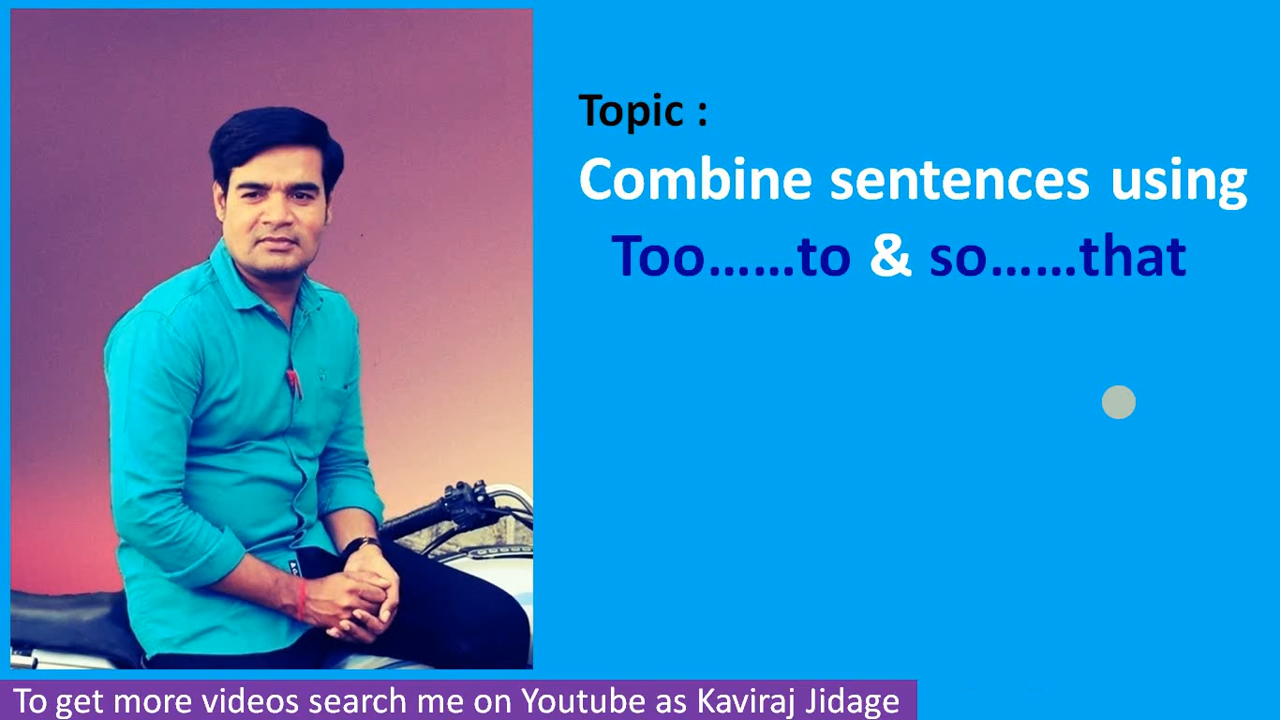 Topic :
Combine sentences using
Too......to & so......that
To get more videos search me on Youtube as Kaviraj Jidage